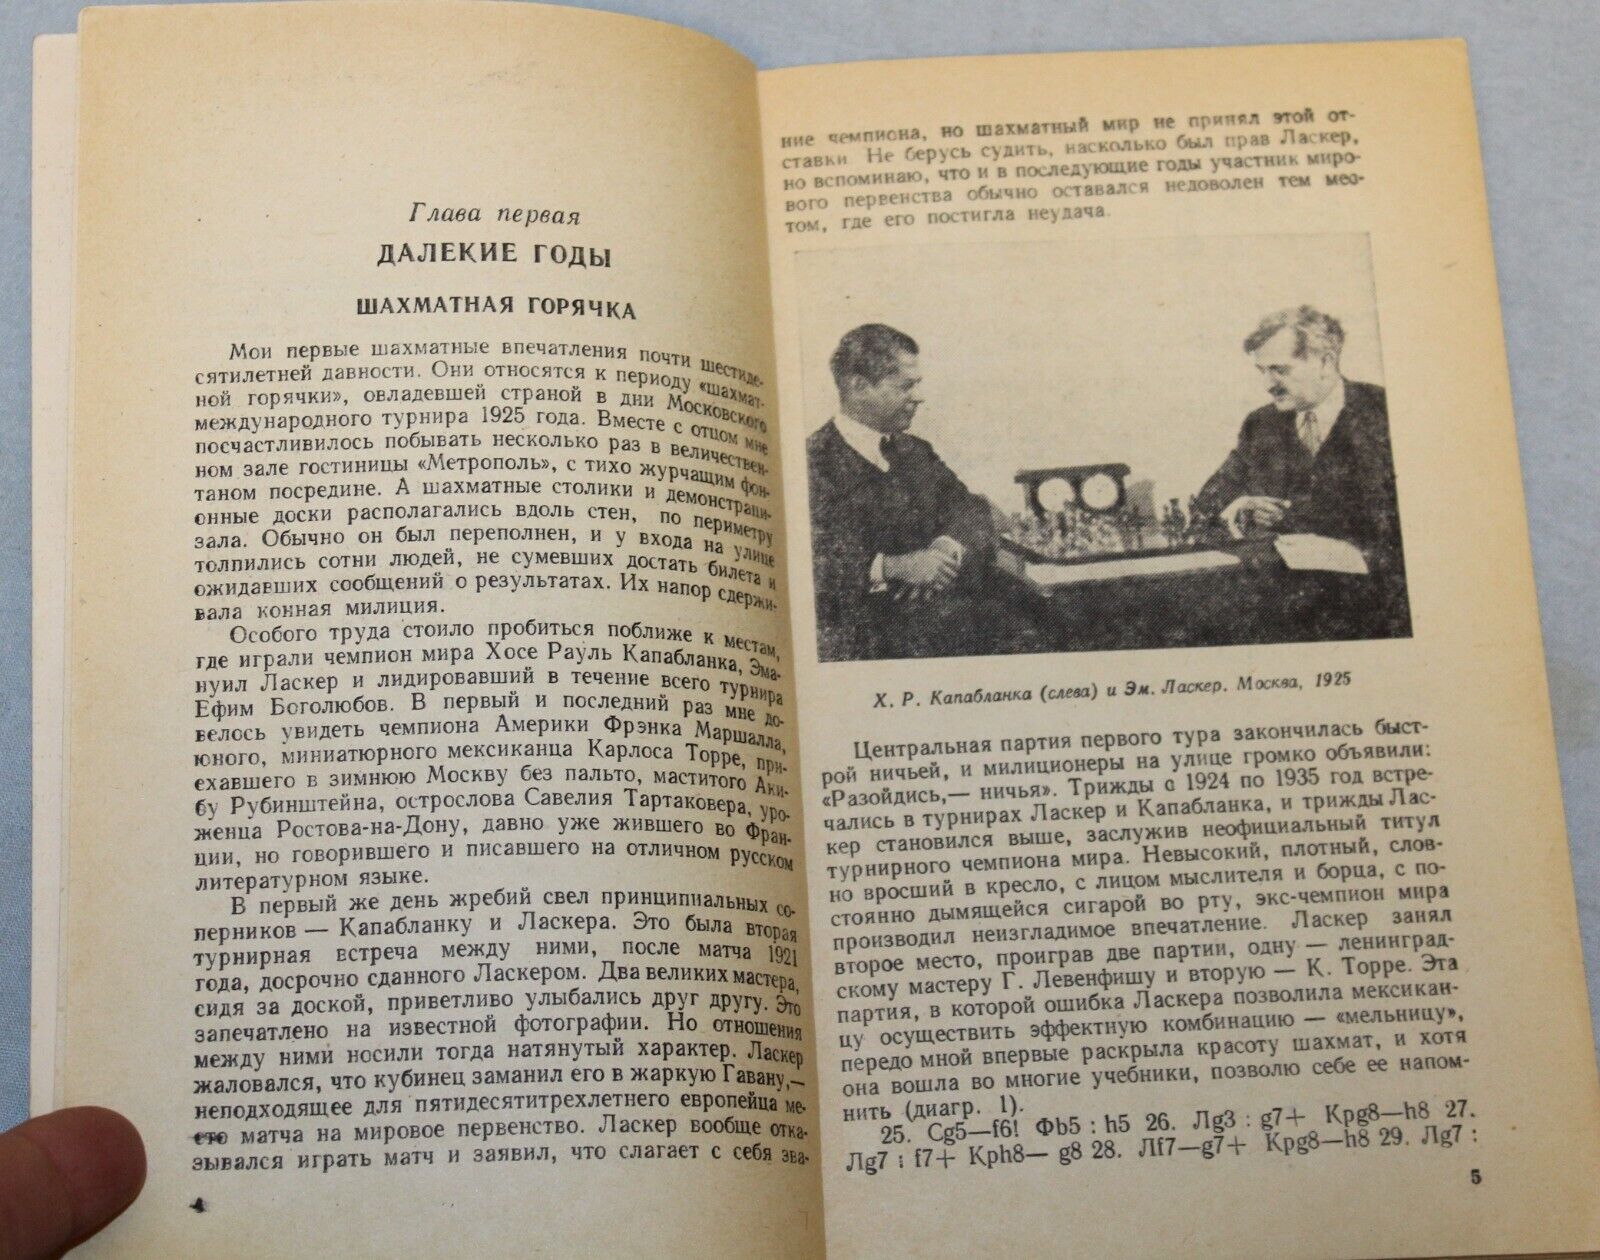 Глава первая
ДАЛЕКИЕ ГОДЫ
ШАХМАТНАЯ ГОРЯЧКА
Мои первые шахматные впечатления почти шестиде-
сятилетней давности. Они относятся к периоду «шахмат-
ной горячки», овладевшей страной в дни Московского
международного турнира 1925 года. Вместе с отцом мне
посчастливилось побывать несколько раз в величествен-
ном зале гостиницы «Метрополь», с тихо журчащим фон-
таном посредине. А шахматные столики и демонстраци-
онные доски располагались вдоль стен, по периметру
зала. Обычно он был переполнен, и у входа на улице
толпились сотни людей, не сумевших достать билета и
ожидавших сообщений о результатах. Их напор сдержи-
вала конная милиция.
Особого труда стоило пробиться поближе к местам,
где играли чемпион мира Хосе Рауль Капабланка, Эма-
нуил Ласкер и лидировавший в течение всего турнира
Ефим Боголюбов. В первый и последний раз мне до-
велось увидеть чемпиона Америки Фрэнка Маршалла,
юного, миниатюрного мексиканца Карлоса Торре, при-
ехавшего в зимнюю Москву без пальто, маститого Аки-
бу Рубинштейна, острослова Савелия Тартаковера, уро-
женца Ростова-на-Дону, давно уже жившего во Фран-
ции, но говорившего и писавшего на отличном русском
литературном языке.
В первый же день жребий свел принципиальных со-
перников — Капабланку и Ласкера. Это была вторая
турнирная встреча между ними, после матча 1921
года, досрочно сданного Ласкером. Два великих мастера,
сидя за доской, приветливо улыбались друг другу. Это
запечатлено на известной фотографии. Но отношения
между ними носили тогда натянутый характер. Ласкер
жаловался, что кубинец заманил его в жаркую Гавану,—
неподходящее для пятидесятитрехлетнего европейца ме-
сто матча на мировое первенство. Ласкер вообще отка-
зывался играть матч и заявил, что слагает с себя зва-
4
ние чемпиона, но шахматный мир не принял этой от-
ставки. Не берусь судить, насколько был прав Ласкер,
но вспоминаю, что и в последующие годы участник миро-
вого первенства обычно оставался недоволен тем мес-
том, где его постигла неудача.
Х. Р. Капабланка (слева) и Эм. Ласкер. Москва, 1925
Центральная партия первого тура закончилась быст-
рой ничьей, и милиционеры на улице громко объявили:
«Разойдись,— ничья». Трижды с 1924 по 1935 год встре-
чались в турнирах Ласкер и Капабланка, и трижды Лас-
кер становился выше, заслужив неофициальный титул
турнирного чемпиона мира. Невысокий, плотный, слов-
но вросший в кресло, с лицом мыслителя и борца, с по-
стоянно дымящейся сигарой во рту, экс-чемпион мира
производил неизгладимое впечатление. Ласкер занял
второе место, проиграв две партии, одну — ленинград-
скому мастеру Г. Левенфишу и вторую — К. Торре. Эта
партия, в которой ошибка Ласкера позволила мексикан-
цу осуществить эффектную комбинацию — «мельницу»,
передо мной впервые раскрыла красоту шахмат, и хотя
она вошла во многие учебники, позволю себе ее напом-
нить (диагр. 1).
25. Cg5—f6! Фb5 : h5 26. Лg3 : g7+ Крg8—h8 27.
Лg7 : f7+ Крh8— g8 28. Лf7—g7+ Крg8—h8 29. Лg7 :
5